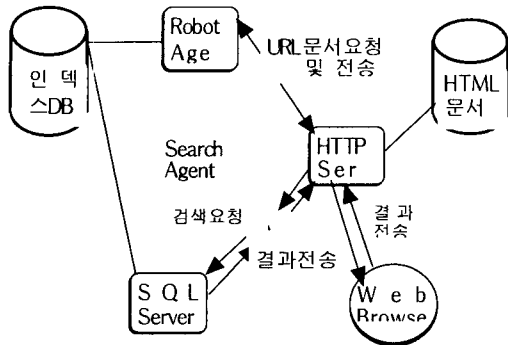 Robot
Age
URL문서요청
및 전송
인 덱
스DB
HTML
문서
HTTP
Ser
Search
Agent
검색요청
결 과
전송
결과전송
S Q L
Server
W e b
Browse